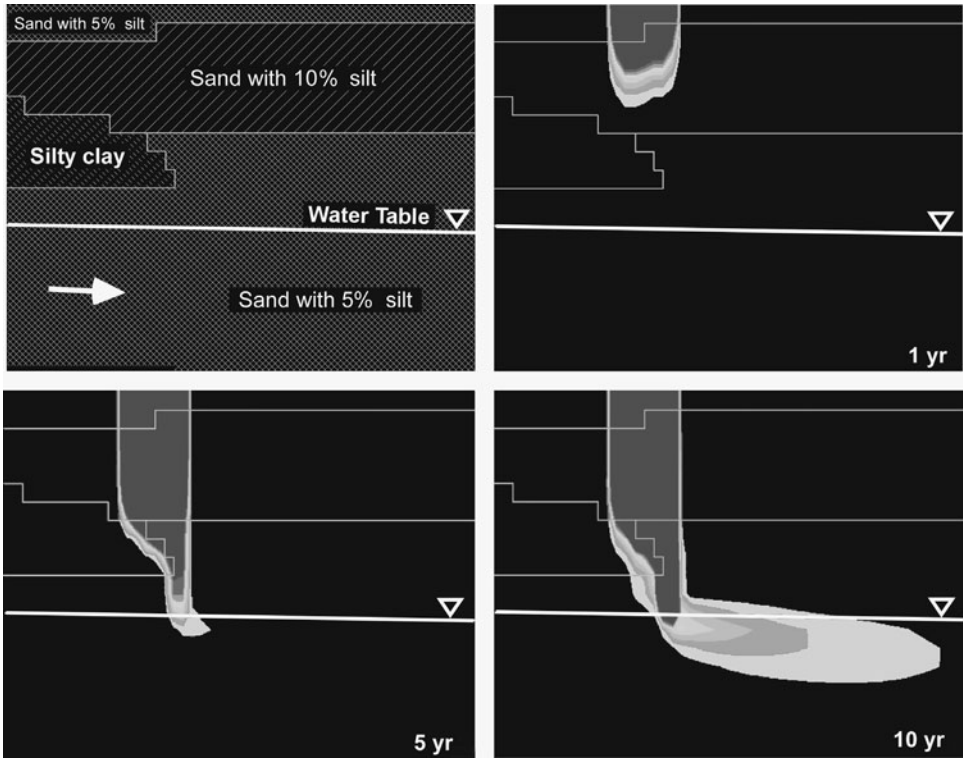 Sand with 5% silt
Sand with 10% silt
Silty clay
Water Table
Sand with 5% silt
1 yr
5 yr
10 yr